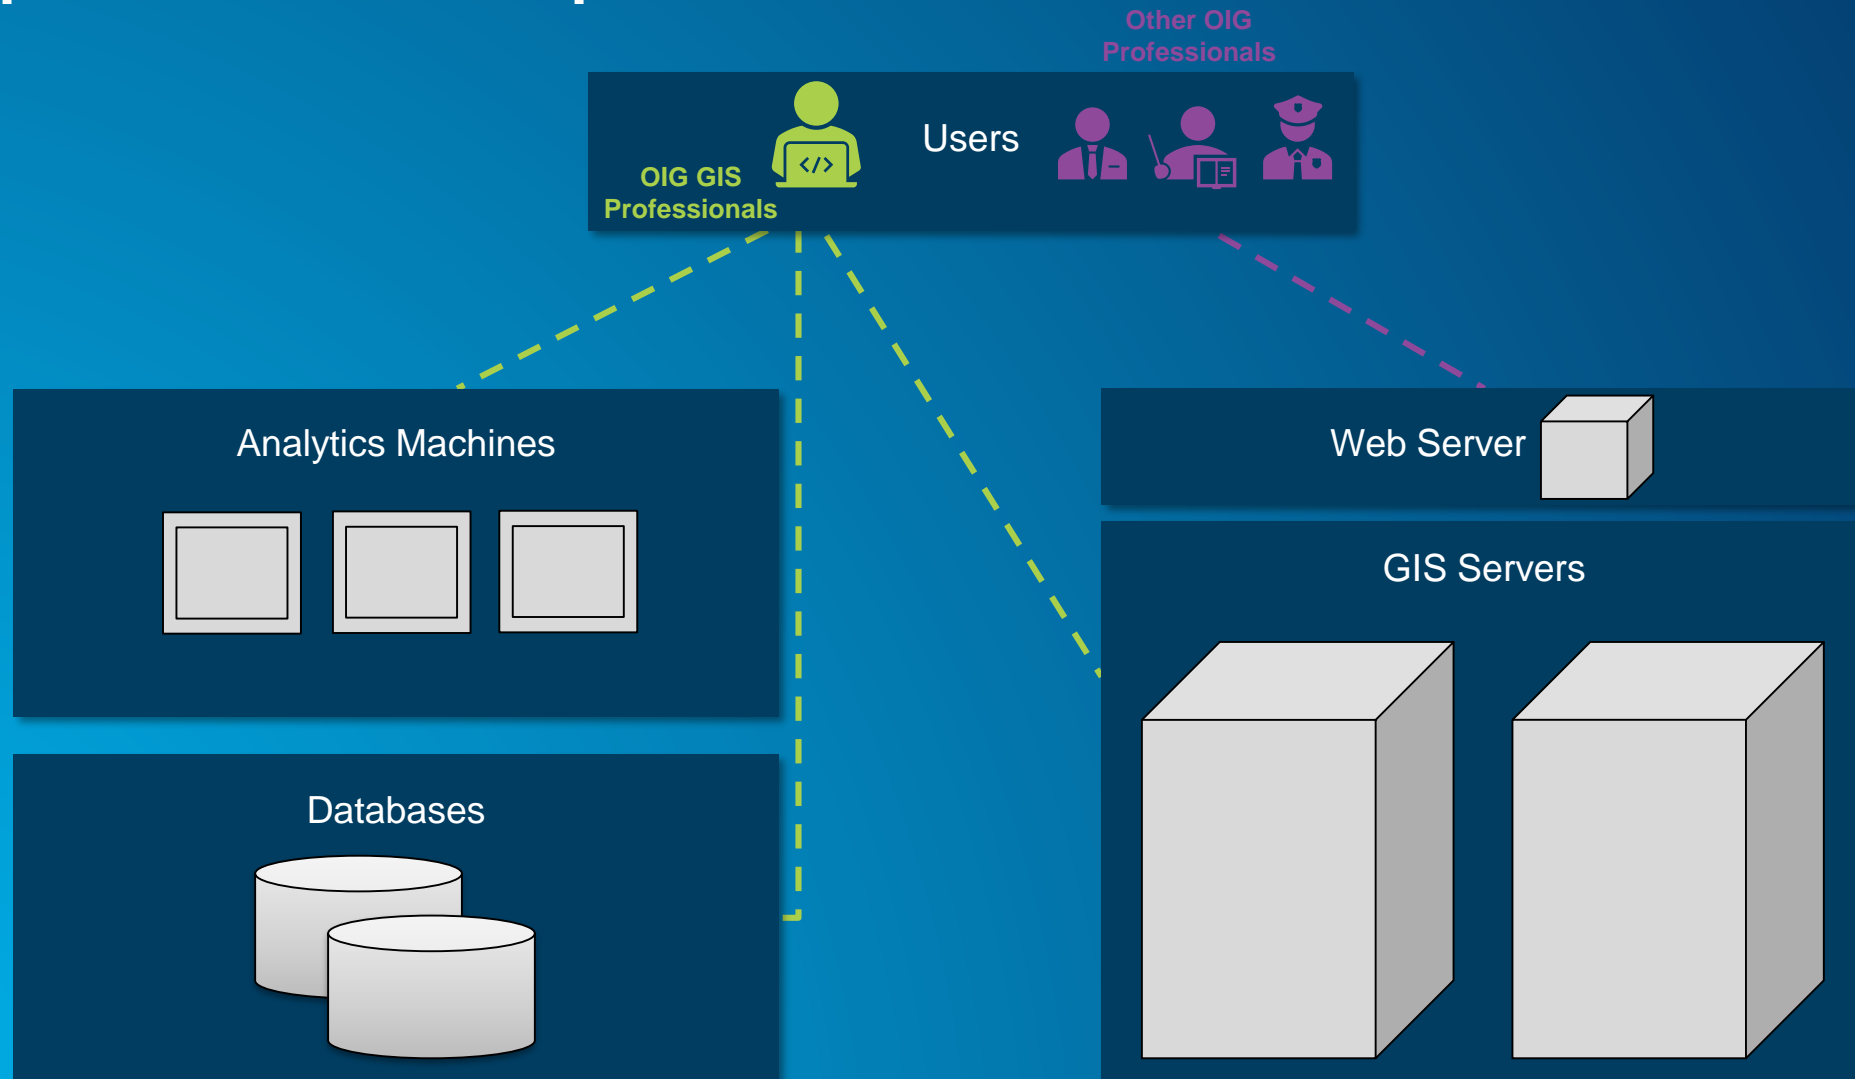 Other OIG
Professionals
Users
OIG GIS
Professionals
</>
Analytics Machines
Web Server
GIS Servers
Databases